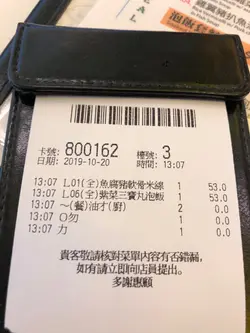 卡號: 800162 檯號: 3
日期: 2019-10-20 時間: 13:07
13:07 L01(全)魚腐豬軟骨米線 1 53.0
13:07 L06(全)紫菜三寶丸泡飯 1 53.0
13:07 ～(餐)油才(廚) 2 0.0
13:07 O勿 1 0.0
13:07 力 1 0.0
貴客敬請核對菜單內容有否錯漏,
如有請立即向店員提出。
多謝惠顧